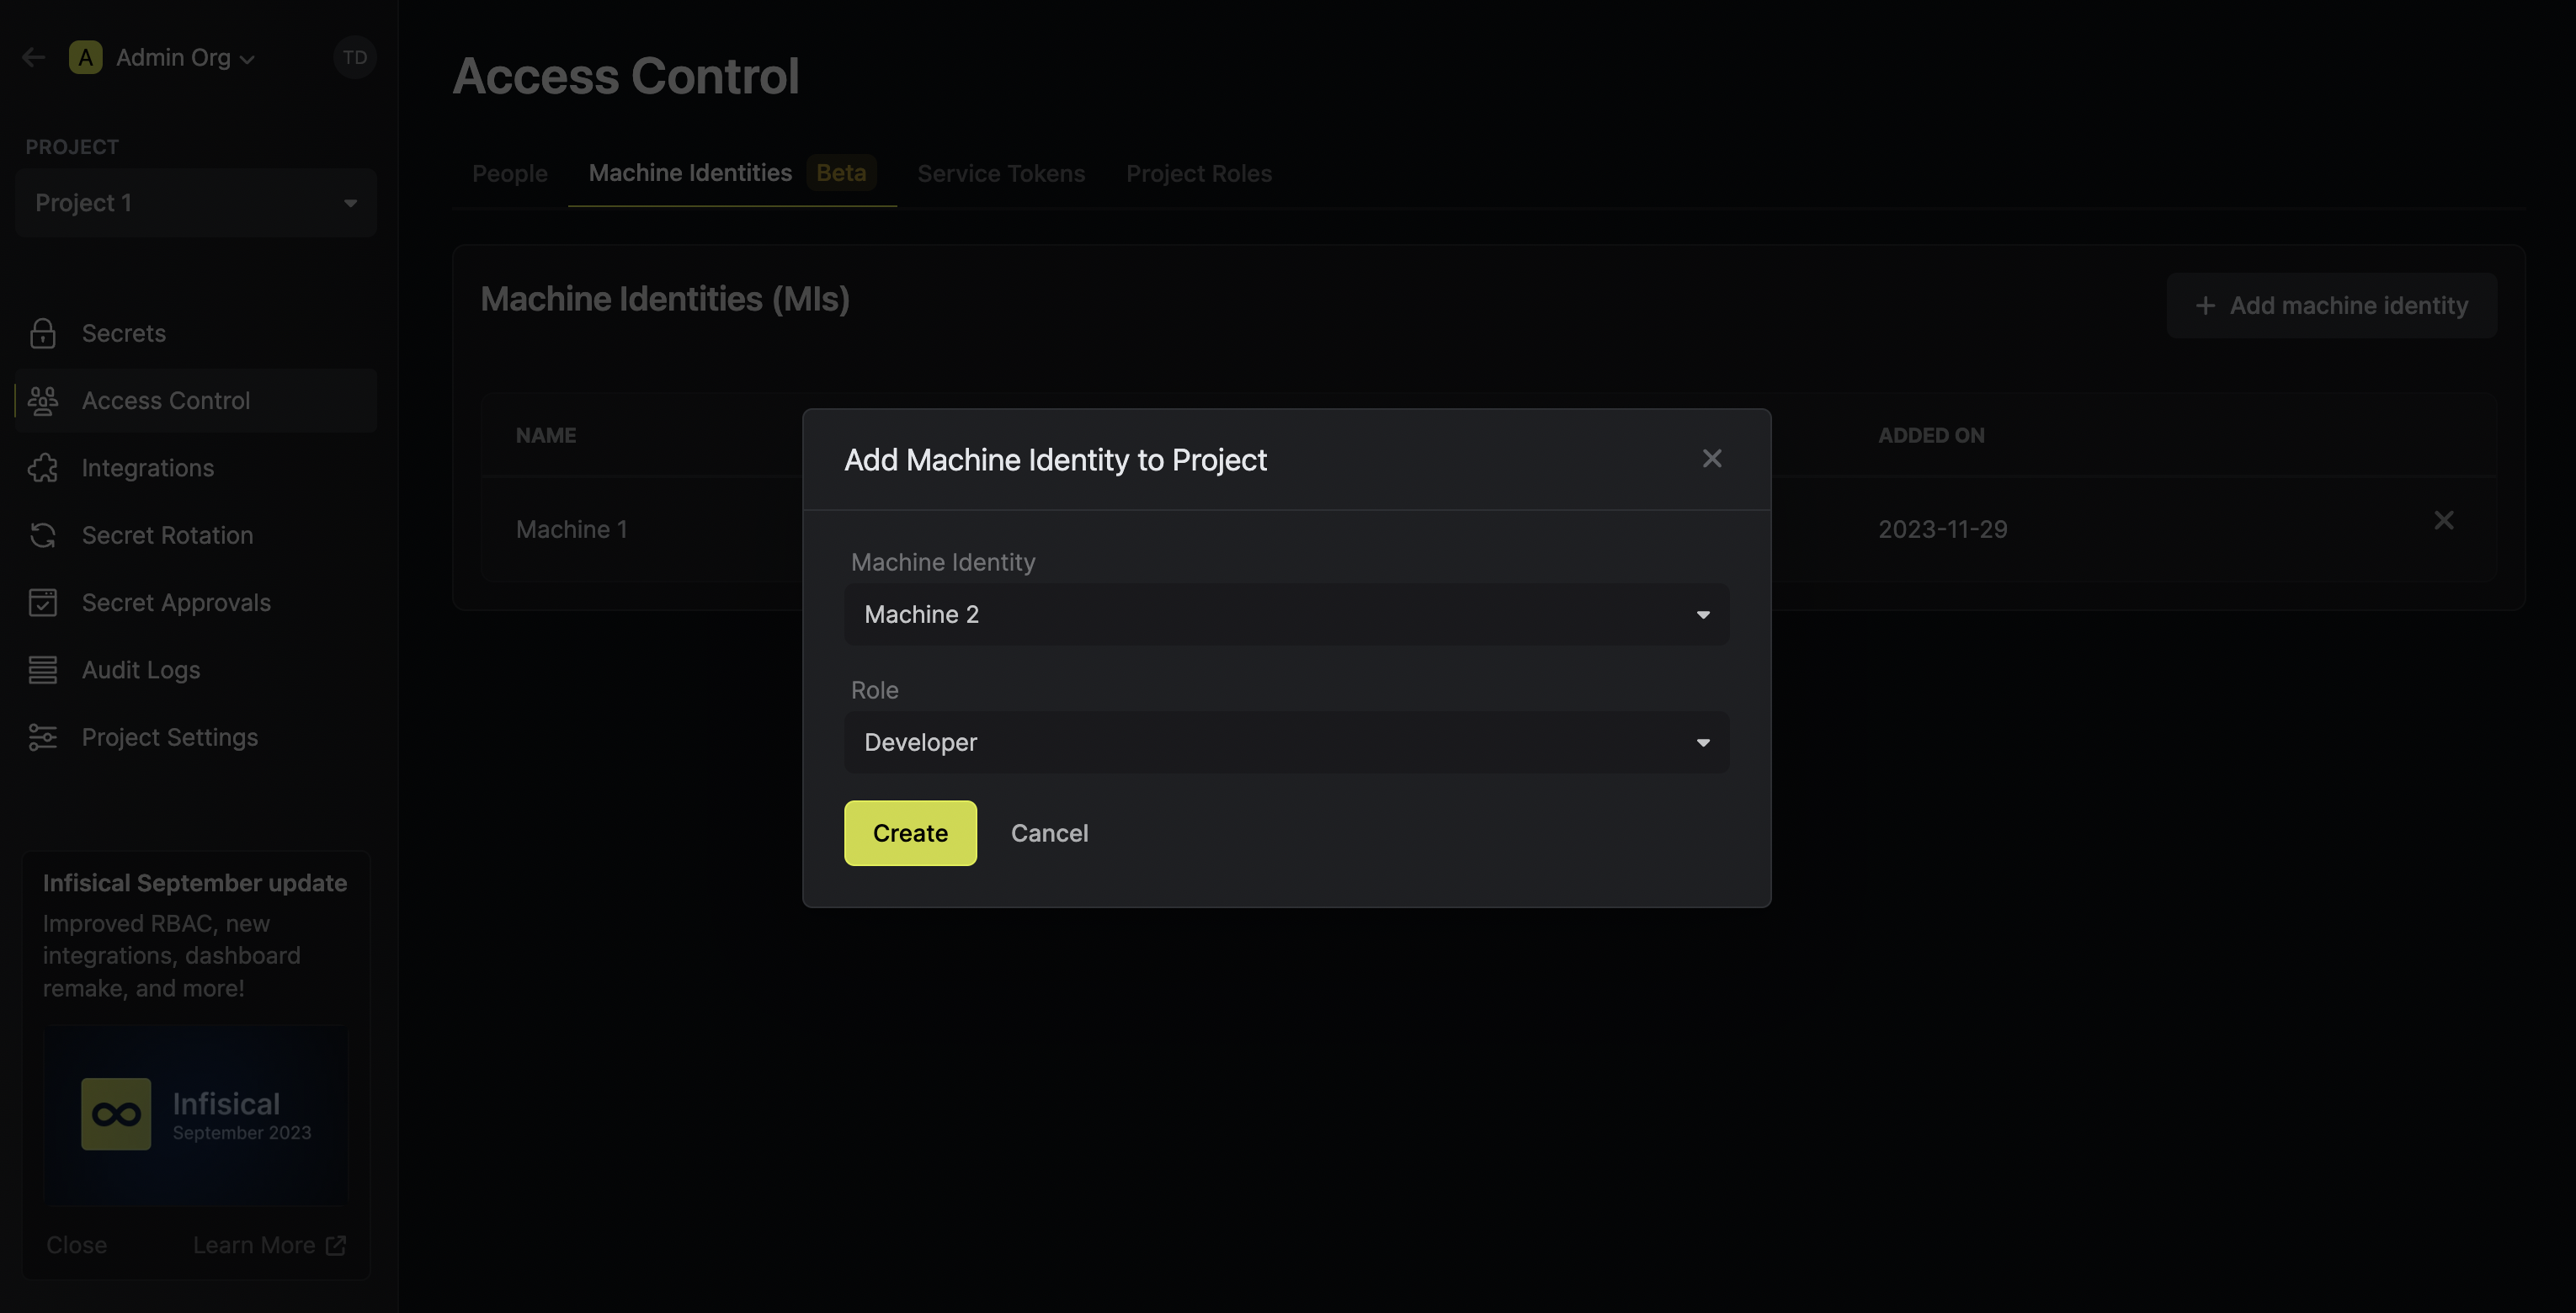 A Admin Org
TD
PROJECT
Project 1
Secrets
Access Control
Integrations
Secret Rotation
Secret Approvals
Audit Logs
Project Settings
Infisical September update
Improved RBAC, new
integrations, dashboard
remake, and more!
Infisical
September 2023
Close
Learn More
Access Control
People
Machine Identities Beta
Service Tokens
Project Roles
Machine Identities (MIs)
Add machine identity
NAME
ADDED ON
Machine 1
2023-11-29
Add Machine Identity to Project
Machine Identity
Machine 2
Role
Developer
Create
Cancel